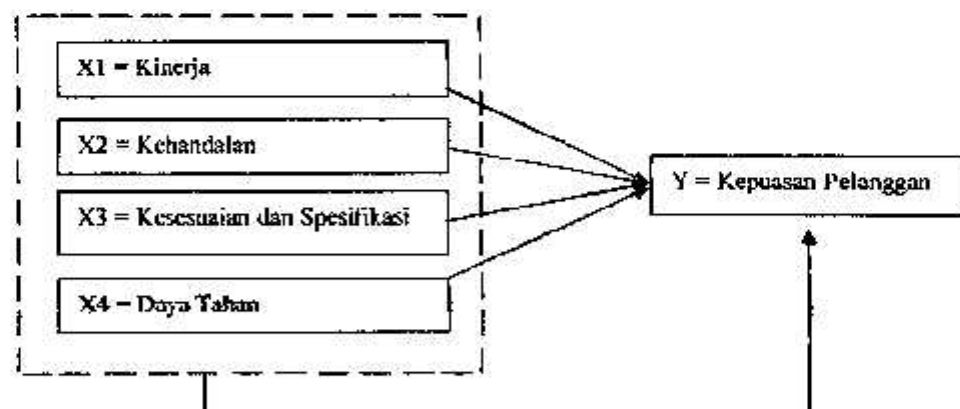 X1 = Kinerja
X2 = Kehandalan
X3 = Kesesuaian dan Spesifikasi
X4 = Daya Tahan
Y = Kepuasan Pelanggan